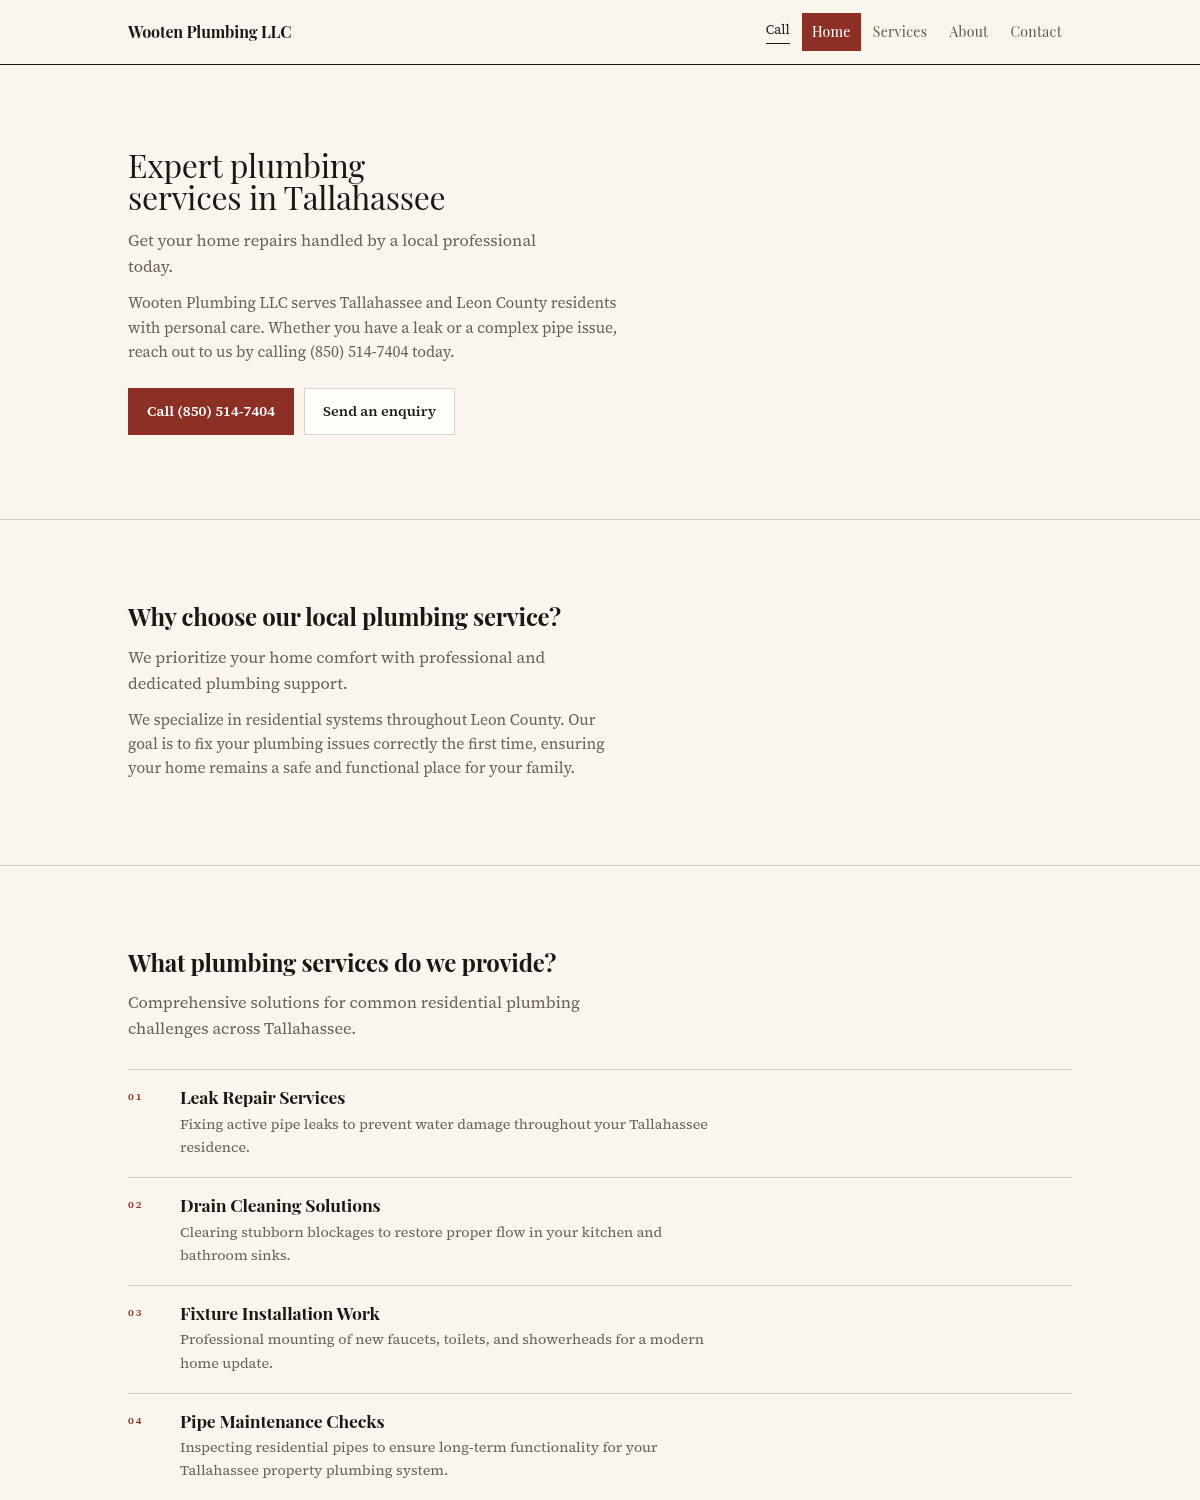 Wooten Plumbing LLC
Call Home Services About Contact
Expert plumbing
services in Tallahassee
Get your home repairs handled by a local professional
today.
Wooten Plumbing LLC serves Tallahassee and Leon County residents
with personal care. Whether you have a leak or a complex pipe issue,
reach out to us by calling (850) 514-7404 today.
Call (850) 514-7404
Send an enquiry
Why choose our local plumbing service?
We prioritize your home comfort with professional and
dedicated plumbing support.
We specialize in residential systems throughout Leon County. Our
goal is to fix your plumbing issues correctly the first time, ensuring
your home remains a safe and functional place for your family.
What plumbing services do we provide?
Comprehensive solutions for common residential plumbing
challenges across Tallahassee.
01 Leak Repair Services
Fixing active pipe leaks to prevent water damage throughout your Tallahassee
residence.
02 Drain Cleaning Solutions
Clearing stubborn blockages to restore proper flow in your kitchen and
bathroom sinks.
03 Fixture Installation Work
Professional mounting of new faucets, toilets, and showerheads for a modern
home update.
04 Pipe Maintenance Checks
Inspecting residential pipes to ensure long-term functionality for your
Tallahassee property plumbing system.